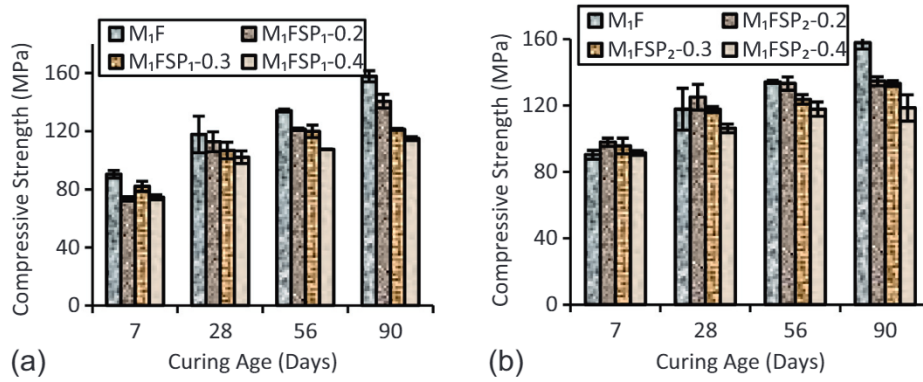 M₁F M₁FSP₁-0.2
M₁FSP₁-0.3 M₁FSP₁-0.4
Compressive Strength (MPa)
160
120
80
40
0
7 28 56 90
Curing Age (Days)
(a)
M₁F M₁FSP₂-0.2
M₁FSP₂-0.3 M₁FSP₂-0.4
Compressive Strength (MPa)
160
120
80
40
0
7 28 56 90
Curing Age (Days)
(b)